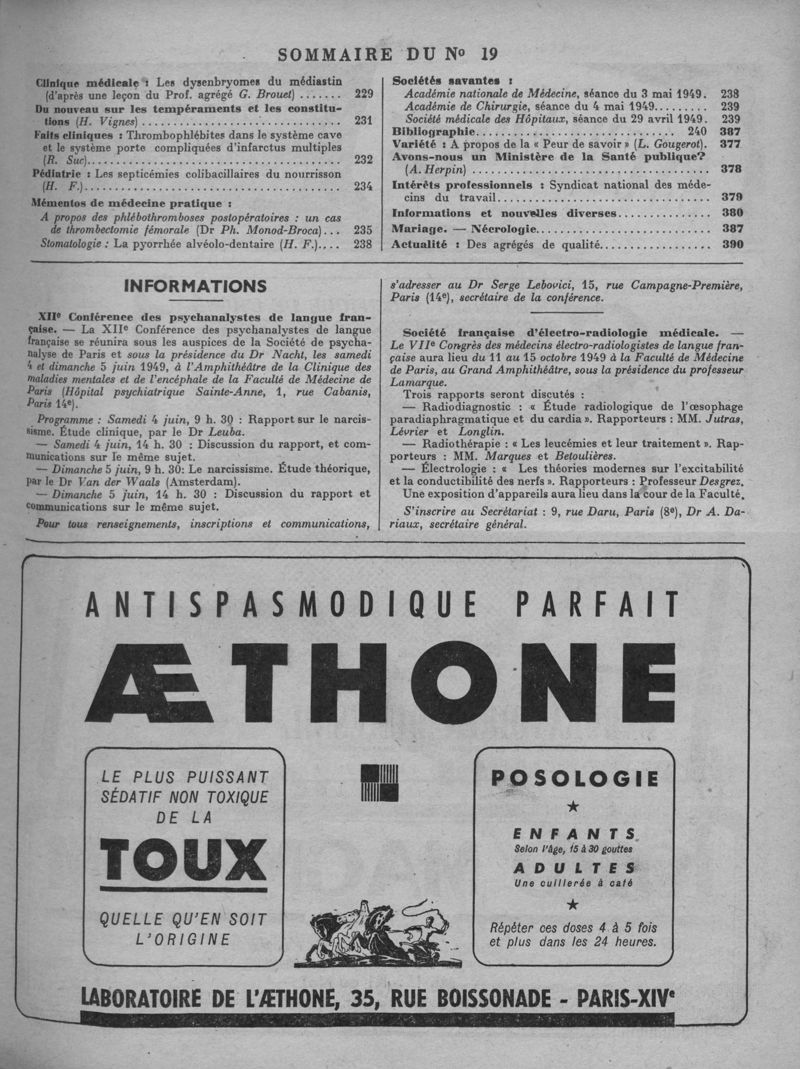 SOMMAIRE DU Nº 19
Clinique médicale : Les dysenbryomes du médiastin
(d'après une leçon du Prof. agrégé G. Brouet) ....... 229
Du nouveau sur les tempéraments et les constitu-
tions (H. Vignes) ............................. 231
Faits cliniques : Thrombophlébites dans le système cave
et le système porte compliquées d'infarctus multiples
(R. Suc)..................................... 232
Pédiatrie : Les septicémies colibacillaires du nourrisson
(H. F.)..................................... 234
Mémentos de médecine pratique :
A propos des phlébothromboses postopératoires : un cas
de thrombectomie fémorale (Dr Ph. Monod-Broca)... 235
Stomatologie : La pyorrhée alvéolo-dentaire (H. F.).... 238
Sociétés savantes :
Académie nationale de Médecine, séance du 3 mai 1949. 238
Académie de Chirurgie, séance du 4 mai 1949......... 239
Société médicale des Hôpitaux, séance du 29 avril 1949. 239
Bibliographie................................ 240 387
Variété : A propos de la « Peur de savoir » (L. Gougerot). 377
Avons-nous un Ministère de la Santé publique?
(A. Herpin) .................................. 378
Intérêts professionnels : Syndicat national des méde-
cins du travail................................ 379
Informations et nouvelles diverses.............. 380
Mariage. — Nécrologie......................... 387
Actualité : Des agrégés de qualité................. 390
INFORMATIONS
XIIe Conférence des psychanalystes de langue fran-
çaise. — La XIIe Conférence des psychanalystes de langue
française se réunira sous les auspices de la Société de psycha-
nalyse de Paris et sous la présidence du Dr Nacht, les samedi
4 et dimanche 5 juin 1949, à l'Amphithéâtre de la Clinique des
maladies mentales et de l'encéphale de la Faculté de Médecine de
Paris (Hôpital psychiatrique Sainte-Anne, 1, rue Cabanis,
Paris 14e).
Programme : Samedi 4 juin, 9 h. 30 : Rapport sur le narcis-
sisme. Étude clinique, par le Dr Leuba.
— Samedi 4 juin, 14 h. 30 : Discussion du rapport, et com-
munications sur le même sujet.
— Dimanche 5 juin, 9 h. 30: Le narcissisme. Étude théorique,
par le Dr Van der Waals (Amsterdam).
— Dimanche 5 juin, 14 h. 30 : Discussion du rapport et
communications sur le même sujet.
Pour tous renseignements, inscriptions et communications,
s'adresser au Dr Serge Lebovici, 15, rue Campagne-Première,
Paris (14e), secrétaire de la conférence.
Société française d'électro-radiologie médicale. —
Le VIIe Congrès des médecins électro-radiologistes de langue fran-
çaise aura lieu du 11 au 15 octobre 1949 à la Faculté de Médecine
de Paris, au Grand Amphithéâtre, sous la présidence du professeur
Lamarque.
Trois rapports seront discutés :
— Radiodiagnostic : « Étude radiologique de l'œsophage
paradiaphragmatique et du cardia ». Rapporteurs : MM. Jutras,
Lévrier et Longlin.
— Radiothérapie : « Les leucémies et leur traitement ». Rap-
porteurs : MM. Marques et Betoulières.
— Électrologie : « Les théories modernes sur l'excitabilité
et la conductibilité des nerfs ». Rapporteurs : Professeur Desgrez.
Une exposition d'appareils aura lieu dans la cour de la Faculté.
S'inscrire au Secrétariat : 9, rue Daru, Paris (8e), Dr A. Da-
riaux, secrétaire général.
ANTISPASMODIQUE PARFAIT
ÆTHONE
LE PLUS PUISSANT
SÉDATIF NON TOXIQUE
DE LA
TOUX
QUELLE QU'EN SOIT
L'ORIGINE
POSOLOGIE
ENFANTS
Selon l'âge, 15 à 30 gouttes
ADULTES
Une cuillerée à café
Répéter ces doses 4 à 5 fois
et plus dans les 24 heures.
LABORATOIRE DE L'ÆTHONE, 35, RUE BOISSONADE - PARIS-XIVe